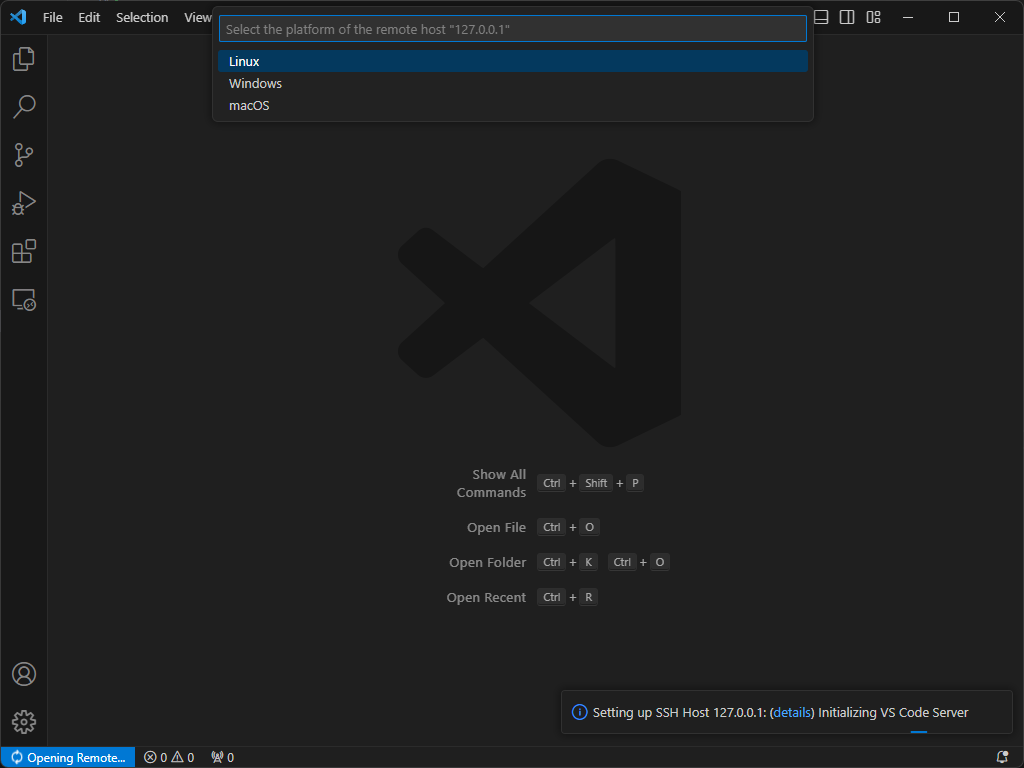 File Edit Selection View
Select the platform of the remote host "127.0.0.1"
Linux
Windows
macOS
Show All Commands Ctrl + Shift + P
Open File Ctrl + O
Open Folder Ctrl + K Ctrl + O
Open Recent Ctrl + R
Setting up SSH Host 127.0.0.1: (details) Initializing VS Code Server
Opening Remote... 0 0 0